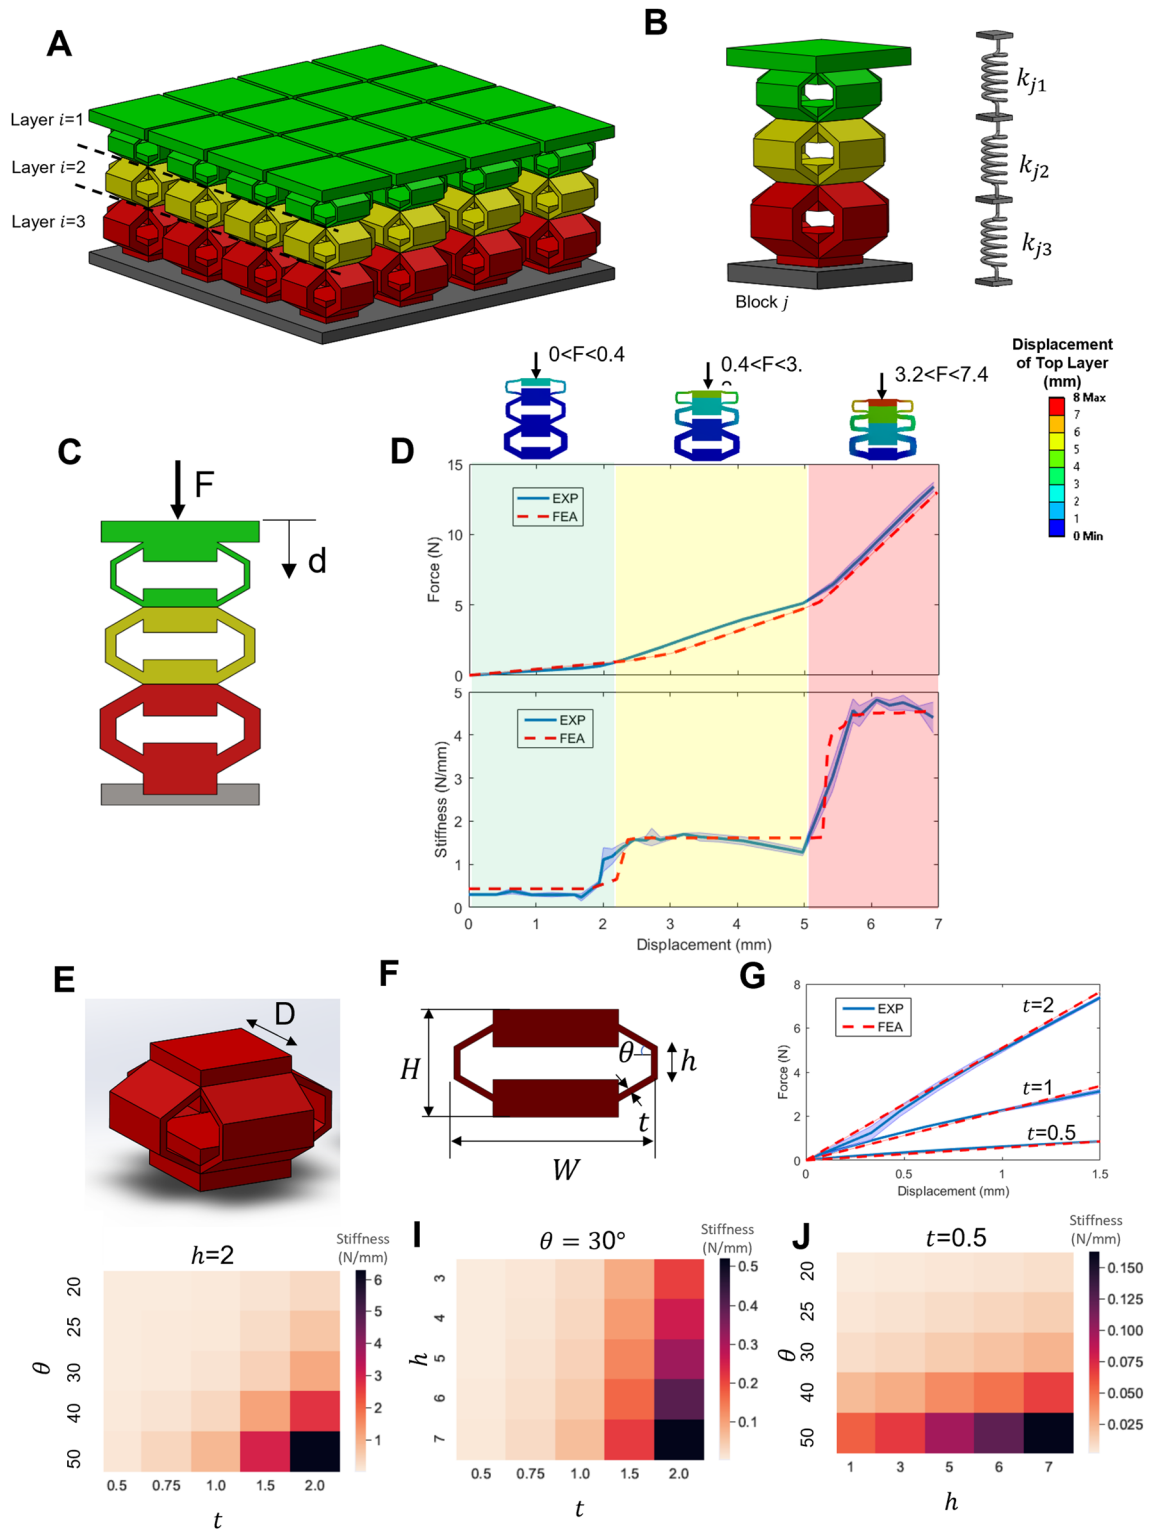 A
Layer i=1
Layer i=2
Layer i=3
B
k_{j1}
k_{j2}
k_{j3}
Block j
C
F
d
D
0<F<0.4
0.4<F<3.
3.2<F<7.4
Displacement
of Top Layer
(mm)
8 Max
7
6
5
4
3
2
1
0 Min
15
10
5
0
Force (N)
EXP
FEA
5
4
3
2
1
0
Stiffness (N/mm)
EXP
FEA
0 1 2 3 4 5 6 7
Displacement (mm)
E
D
F
H
W
θ
h
t
G
8
6
4
2
0
Force (N)
EXP
FEA
t=2
t=1
t=0.5
0 0.5 1 1.5
Displacement (mm)
h=2
Stiffness
(N/mm)
20
25
30
40
50
θ
0.5 0.75 1.0 1.5 2.0
t
6
5
4
3
2
1
I
θ = 30°
Stiffness
(N/mm)
3
4
5
6
7
h
0.5 0.75 1.0 1.5 2.0
t
0.5
0.4
0.3
0.2
0.1
J
t=0.5
Stiffness
(N/mm)
20
25
30
40
50
θ
1 3 5 6 7
h
0.150
0.125
0.100
0.075
0.050
0.025